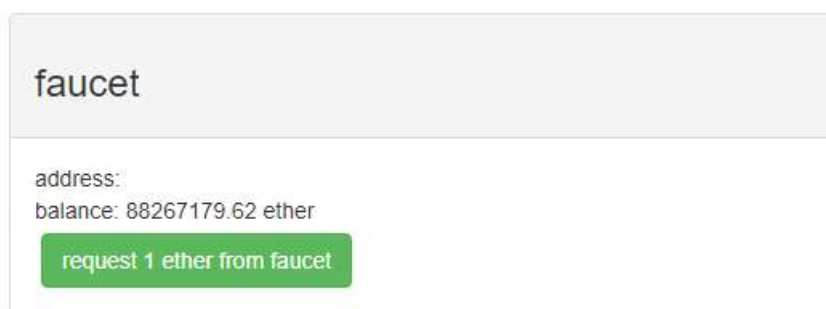 faucet
address:
balance: 88267179.62 ether
request 1 ether from faucet